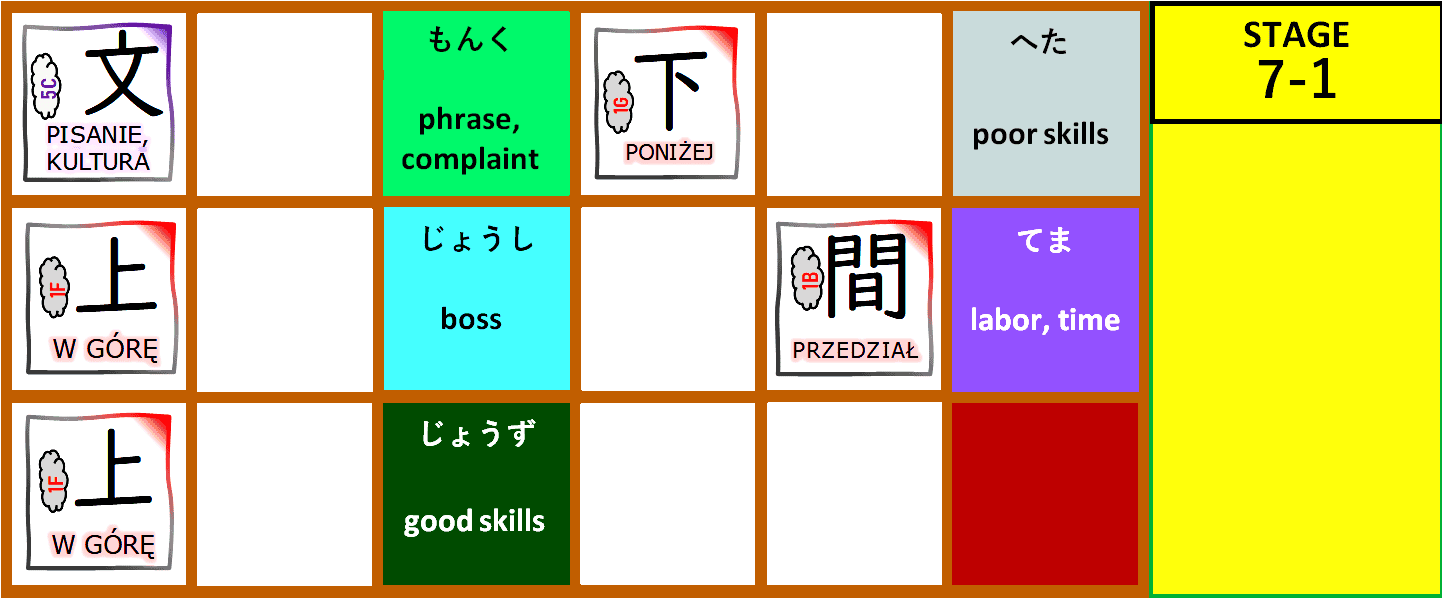 5C
文
PISANIE,
KULTURA
もんく
phrase,
complaint
1G
下
PONIŻEJ
へた
poor skills
STAGE
7-1
1F
上
W GÓRĘ
じょうし
boss
1B
間
PRZEDZIAŁ
てま
labor, time
1F
上
W GÓRĘ
じょうず
good skills